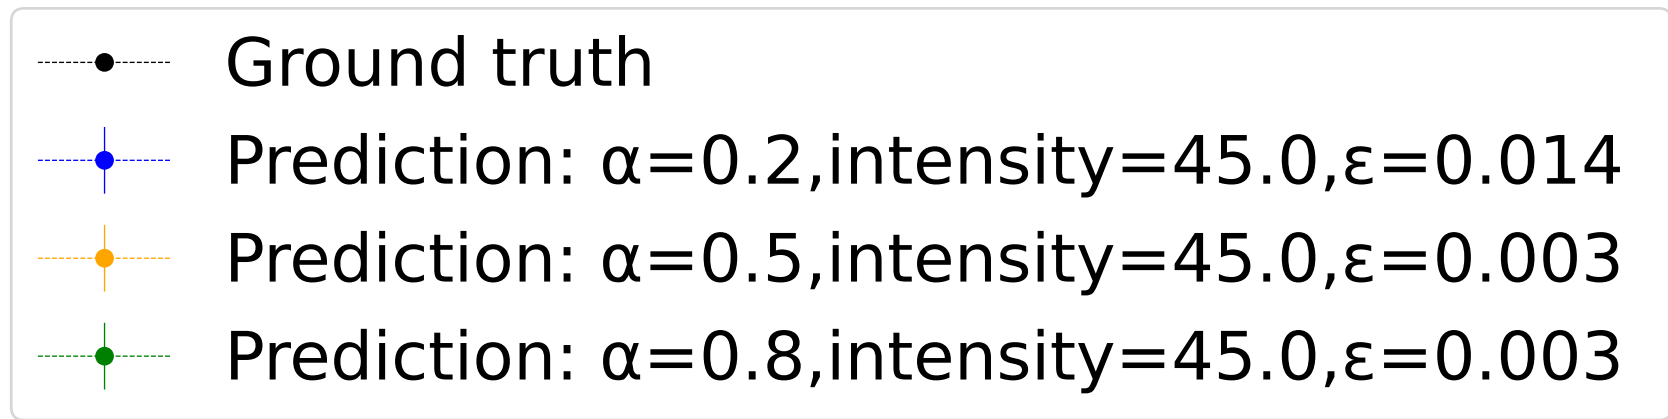 Ground truth
Prediction: α=0.2,intensity=45.0,ε=0.014
Prediction: α=0.5,intensity=45.0,ε=0.003
Prediction: α=0.8,intensity=45.0,ε=0.003